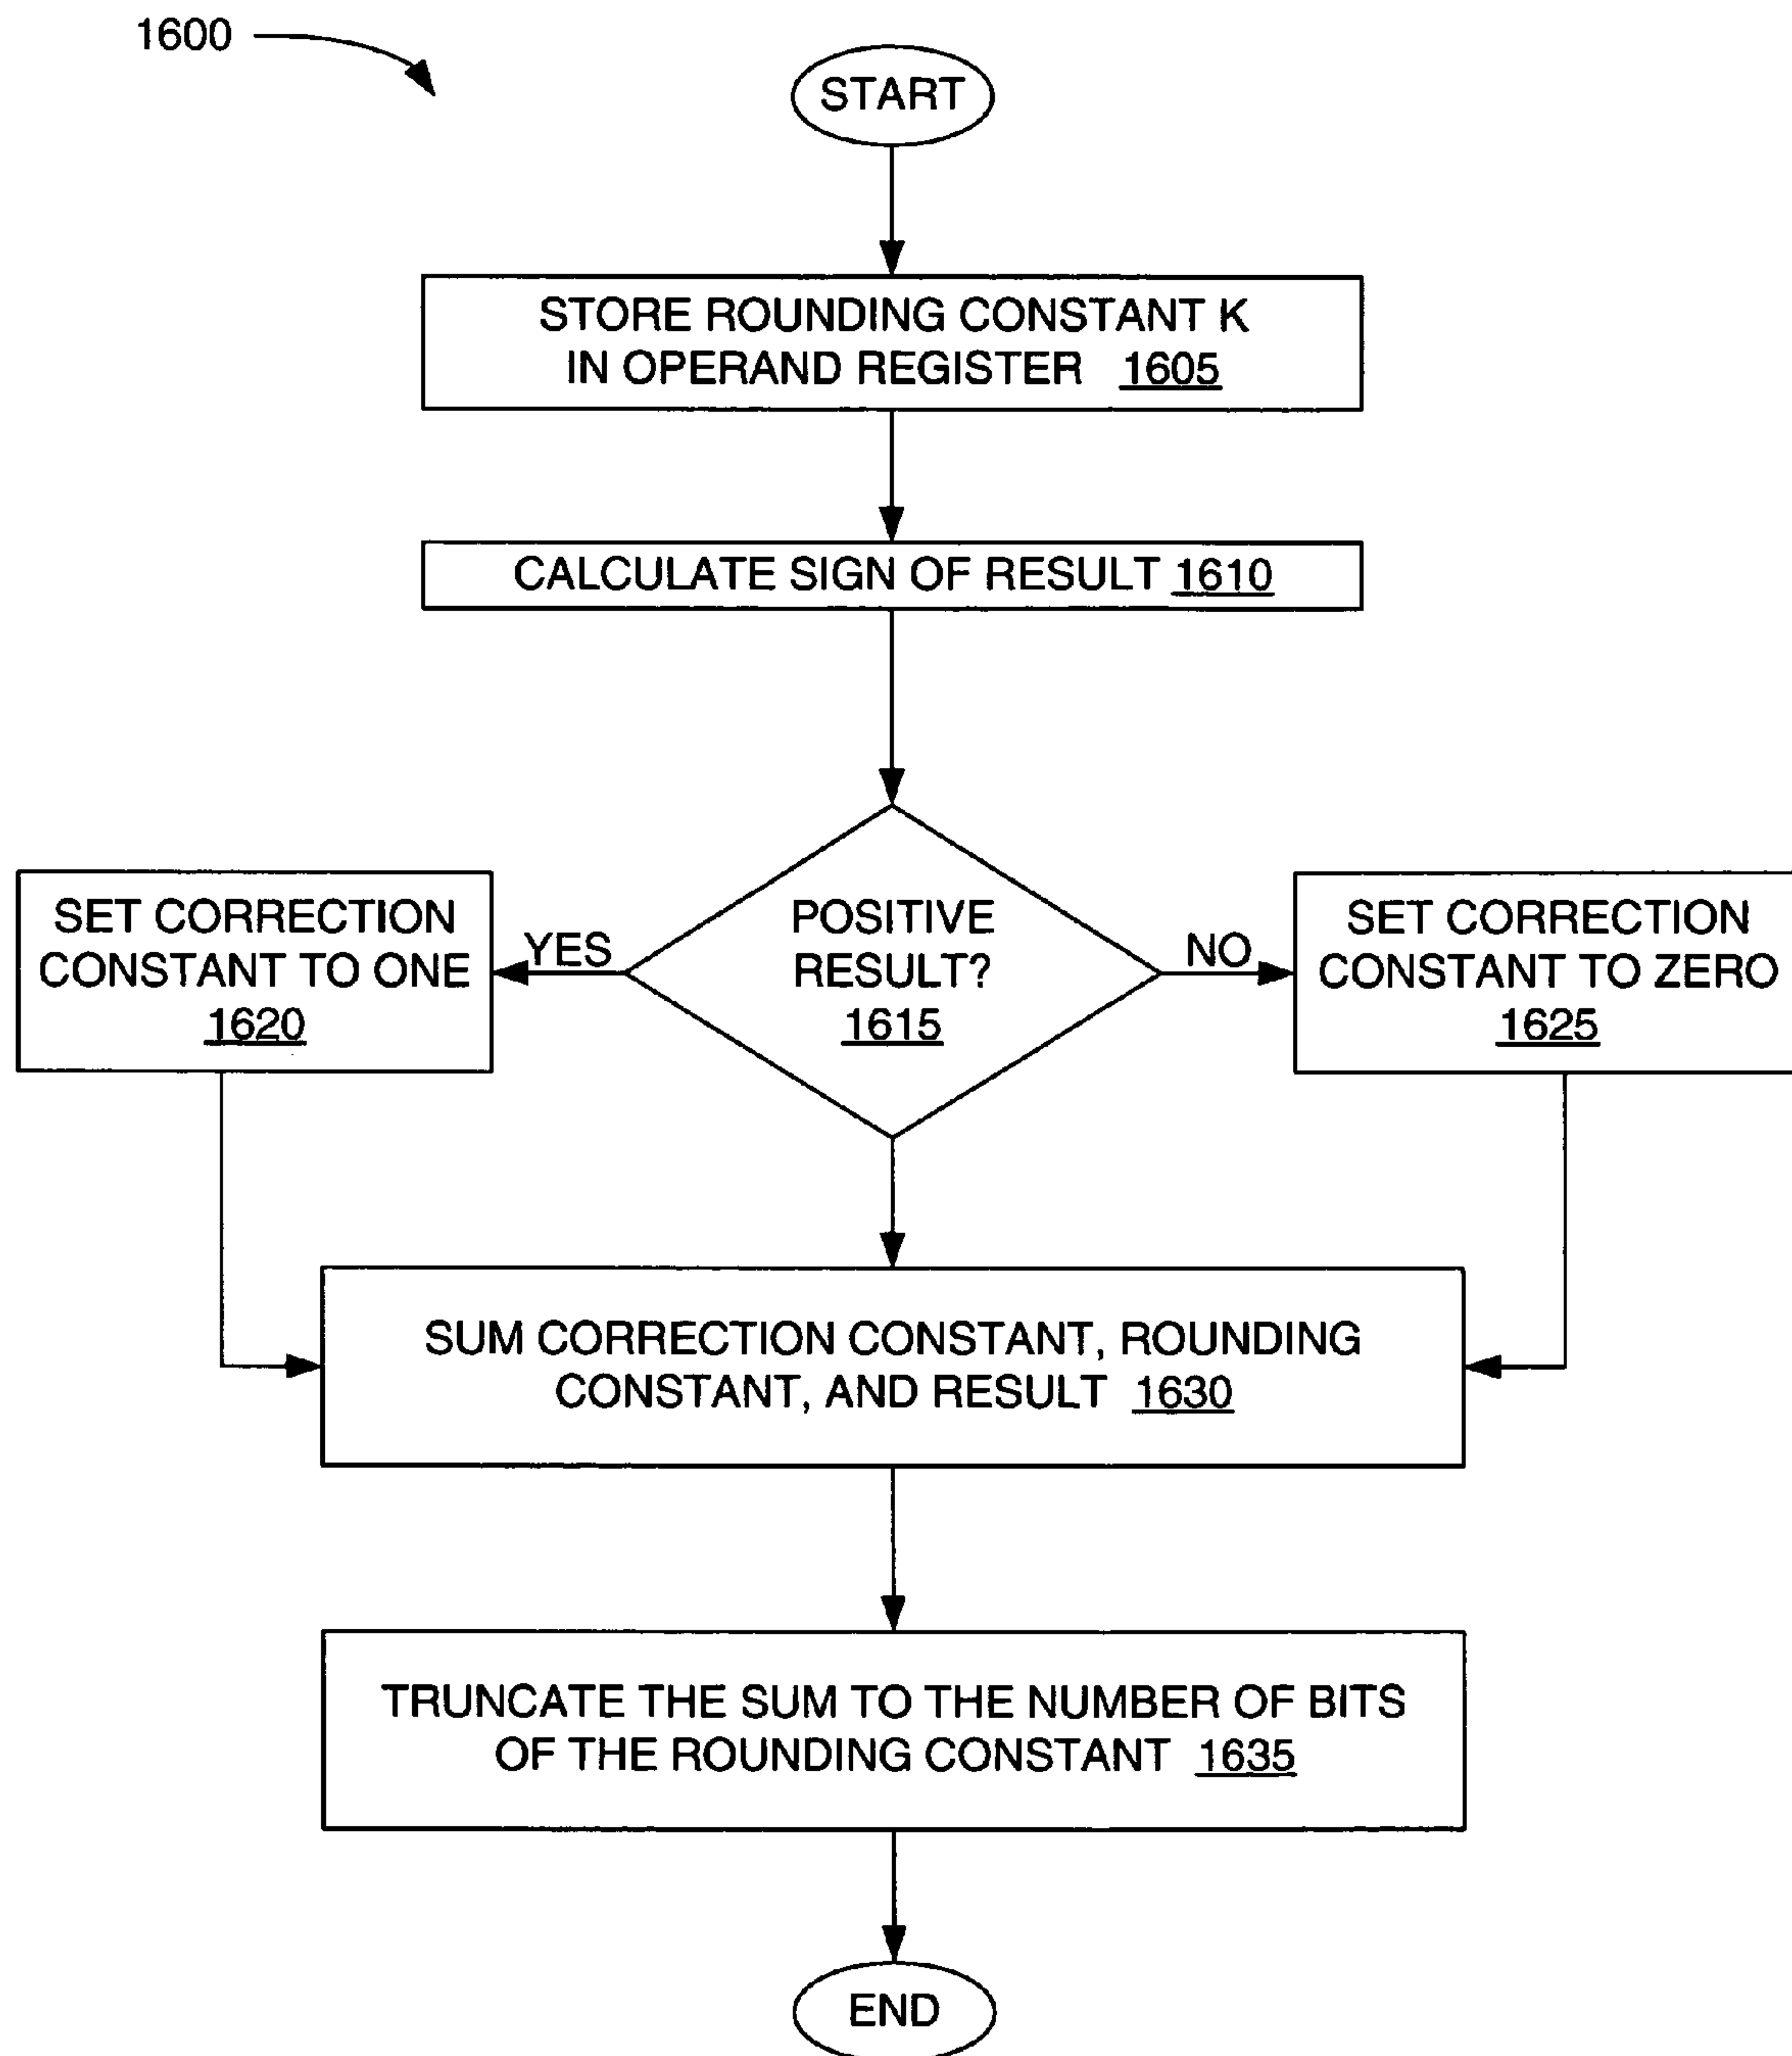 1600
START
STORE ROUNDING CONSTANT K
IN OPERAND REGISTER 1605
CALCULATE SIGN OF RESULT 1610
SET CORRECTION
CONSTANT TO ONE
1620
YES
POSITIVE
RESULT?
1615
NO
SET CORRECTION
CONSTANT TO ZERO
1625
SUM CORRECTION CONSTANT, ROUNDING
CONSTANT, AND RESULT 1630
TRUNCATE THE SUM TO THE NUMBER OF BITS
OF THE ROUNDING CONSTANT 1635
END